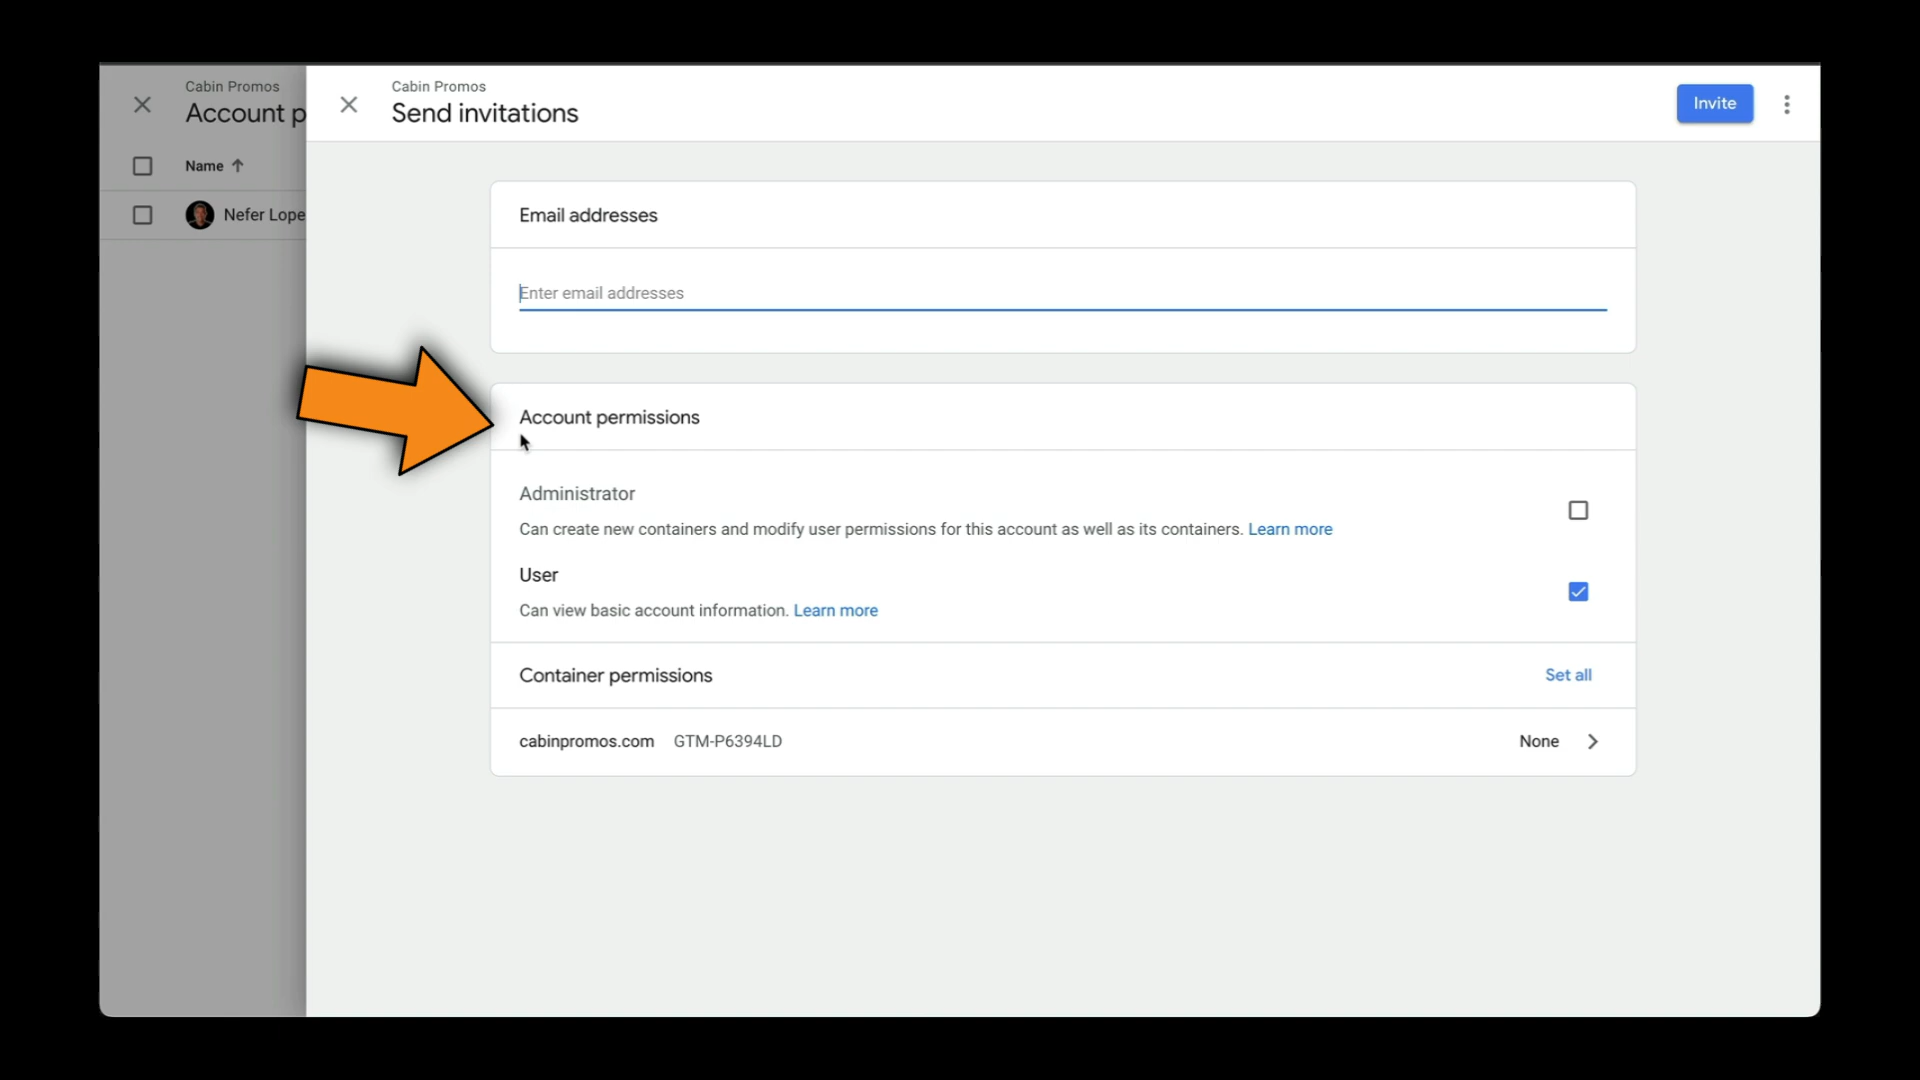 Cabin Promos
Account p
Name
Nefer Lope
Cabin Promos
Send invitations
Invite
Email addresses
Enter email addresses
Account permissions
Administrator
Can create new containers and modify user permissions for this account as well as its containers. Learn more
User
Can view basic account information. Learn more
Container permissions
Set all
cabinpromos.com GTM-P6394LD
None